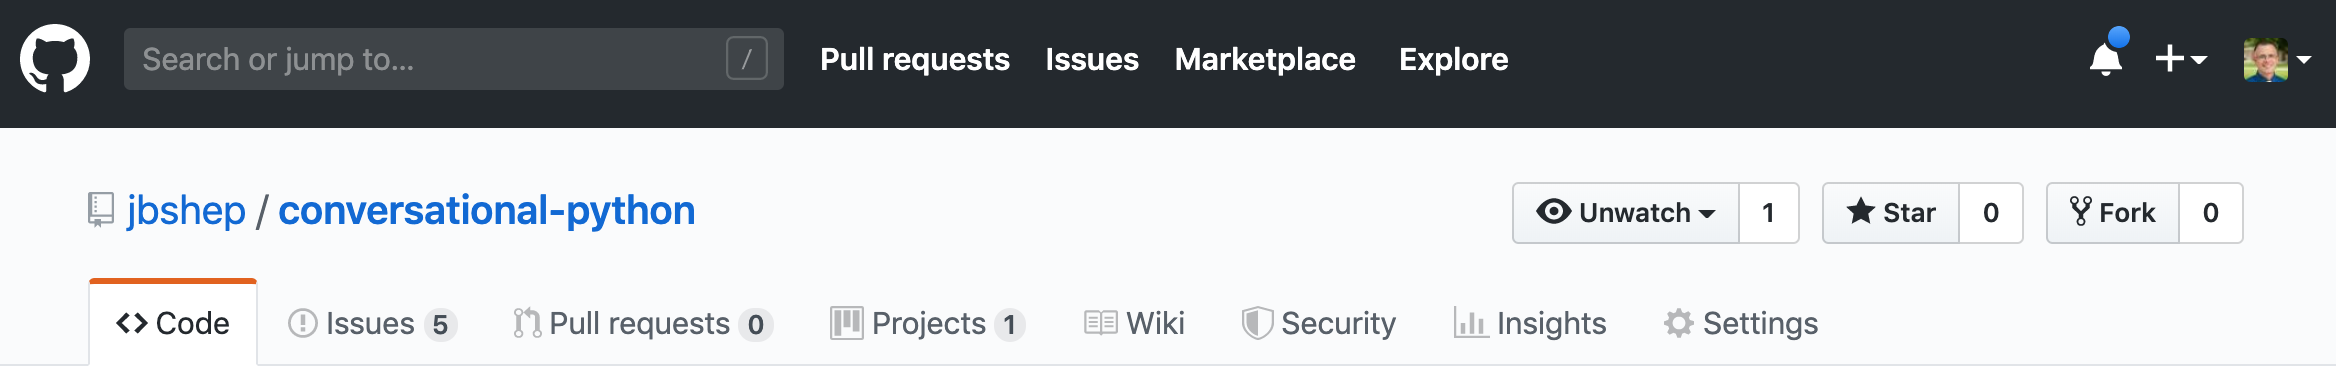 Search or jump to... / Pull requests Issues Marketplace Explore
jbshep / conversational-python Unwatch 1 Star 0 Fork 0
Code Issues 5 Pull requests 0 Projects 1 Wiki Security Insights Settings